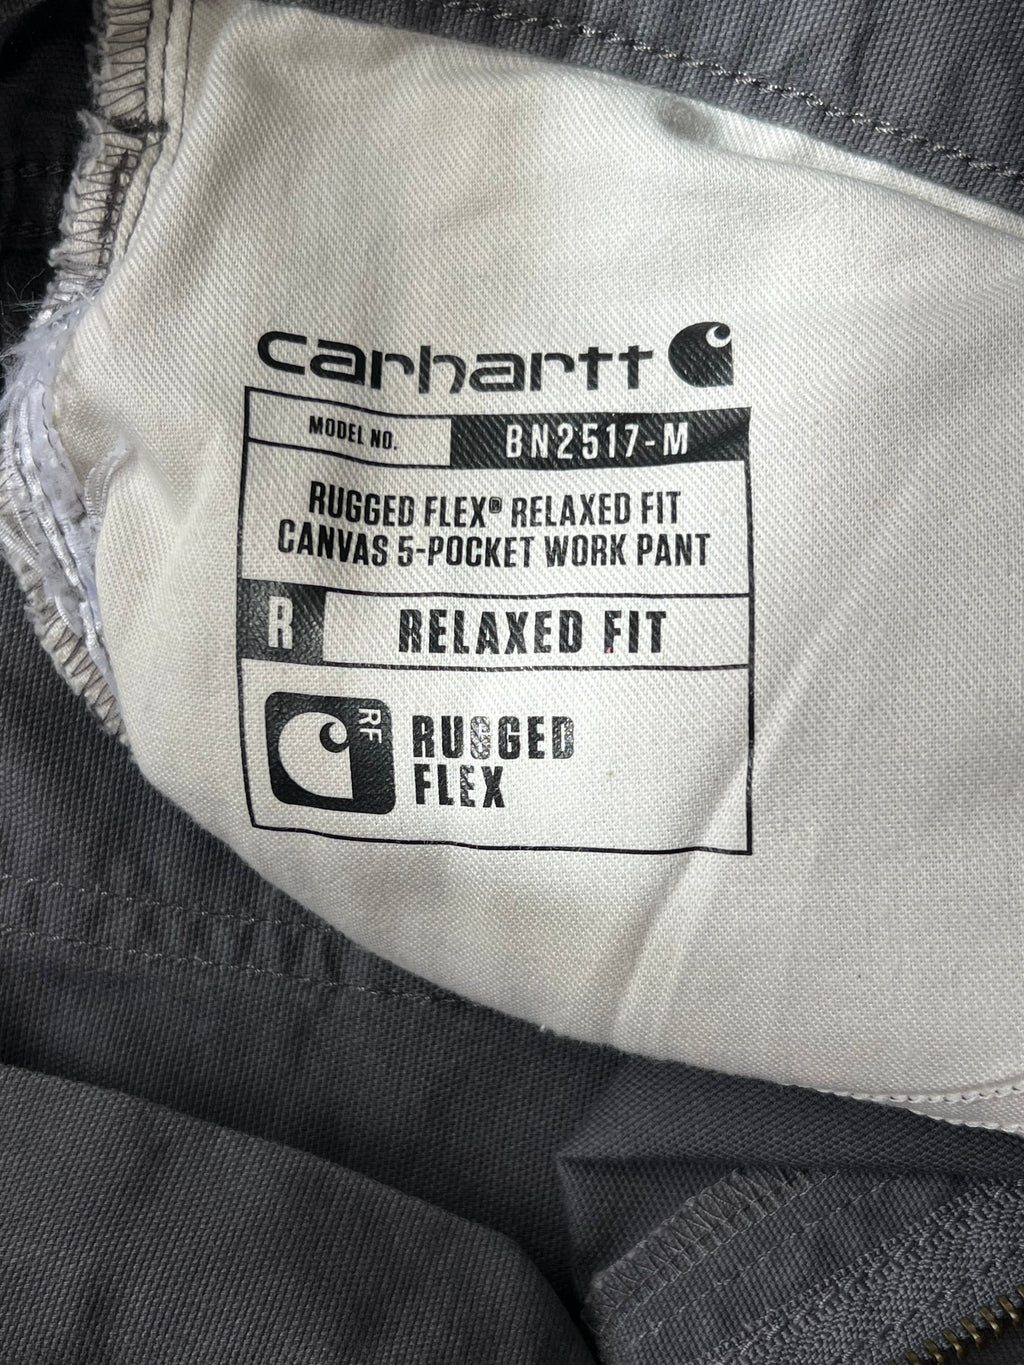 carhartt
MODEL NO. BN2517-M
RUGGED FLEX® RELAXED FIT
CANVAS 5-POCKET WORK PANT
R RELAXED FIT
RF
RUGGED
FLEX